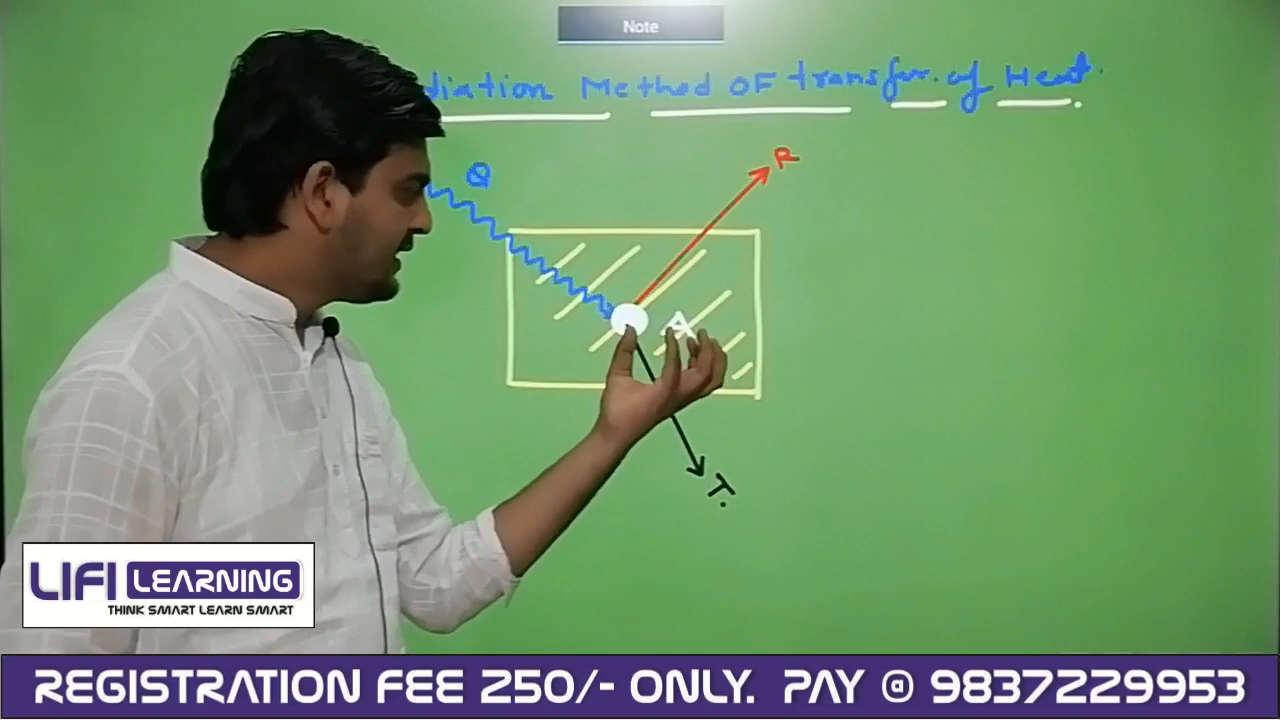 Note
diation Method OF transfer. of Heat.
Q
R
A
T.
LIFI LEARNING
THINK SMART LEARN SMART
REGISTRATION FEE 250/- ONLY. PAY @ 9837229953